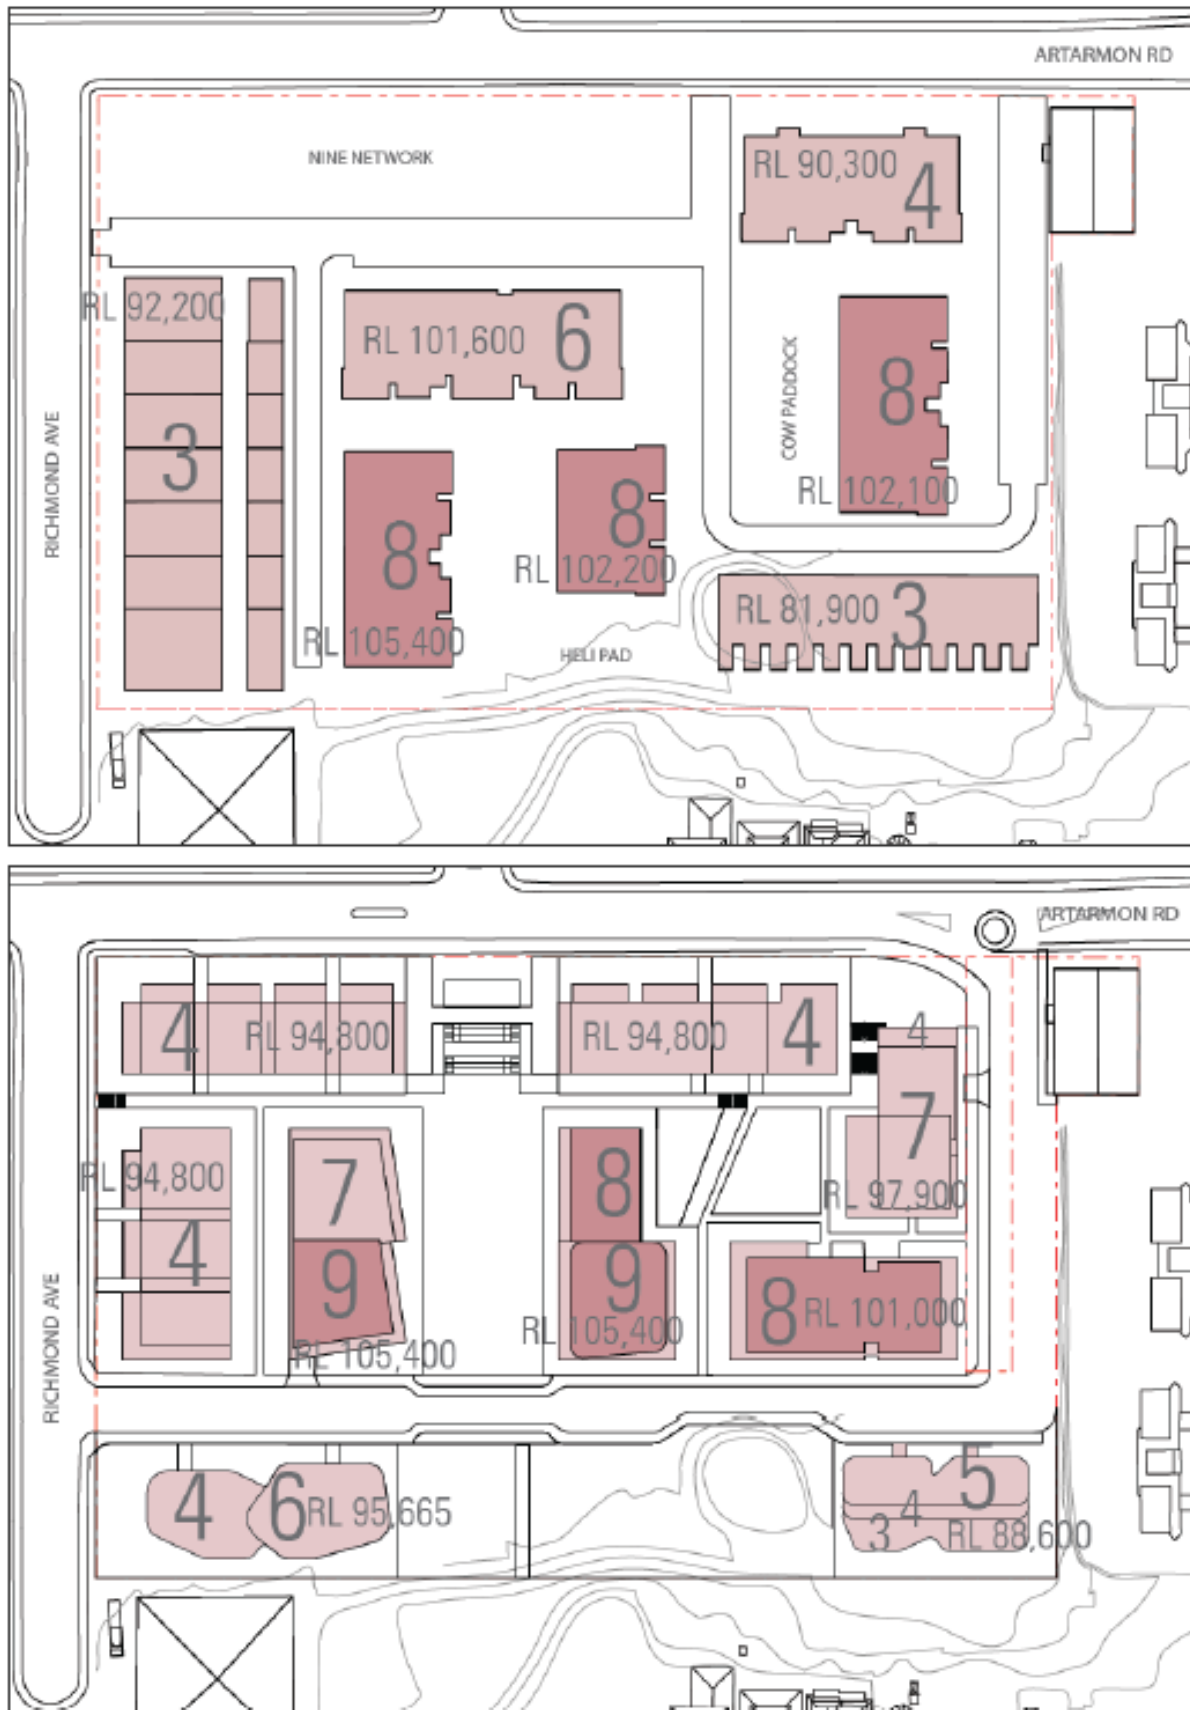 ARTARMON RD
NINE NETWORK
RL 90,300
4
RL 92,200
RL 101,600
6
COW PADDOCK
8
RICHMOND AVE
3
RL 102,100
8
8
RL 102,200
RL 81,900
3
RL 105,400
HELI PAD
ARTARMON RD
4
RL 94,800
RL 94,800
4
4
7
RL 94,800
7
8
RL 97,900
4
9
9
8
RL 101,000
RL 105,400
RL 105,400
RICHMOND AVE
4
6
RL 95,665
5
4
3
RL 88,600